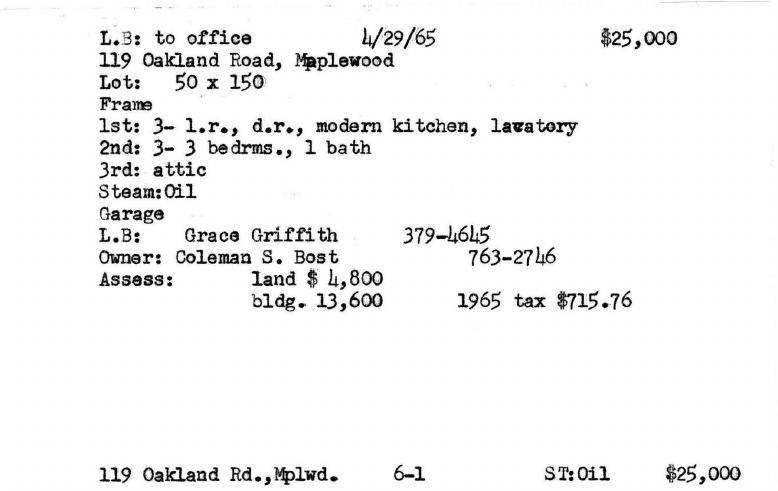 L.B: to office 4/29/65 $25,000
119 Oakland Road, Maplewood
Lot: 50 x 150
Frame
1st: 3- l.r., d.r., modern kitchen, lavatory
2nd: 3- 3 bedrms., 1 bath
3rd: attic
Steam:Oil
Garage
L.B: Grace Griffith 379-4645
Owner: Coleman S. Bost 763-2746
Assess: land $ 4,800
bldg. 13,600 1965 tax $715.76
119 Oakland Rd.,Mplwd. 6-1 ST:Oil $25,000